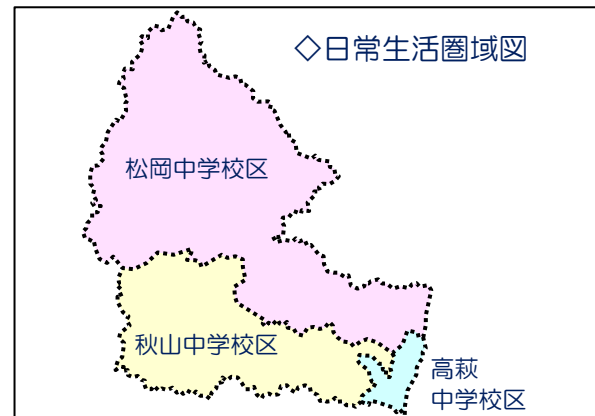 ◇日常生活圏域図
松岡中学校区
秋山中学校区
高萩
中学校区